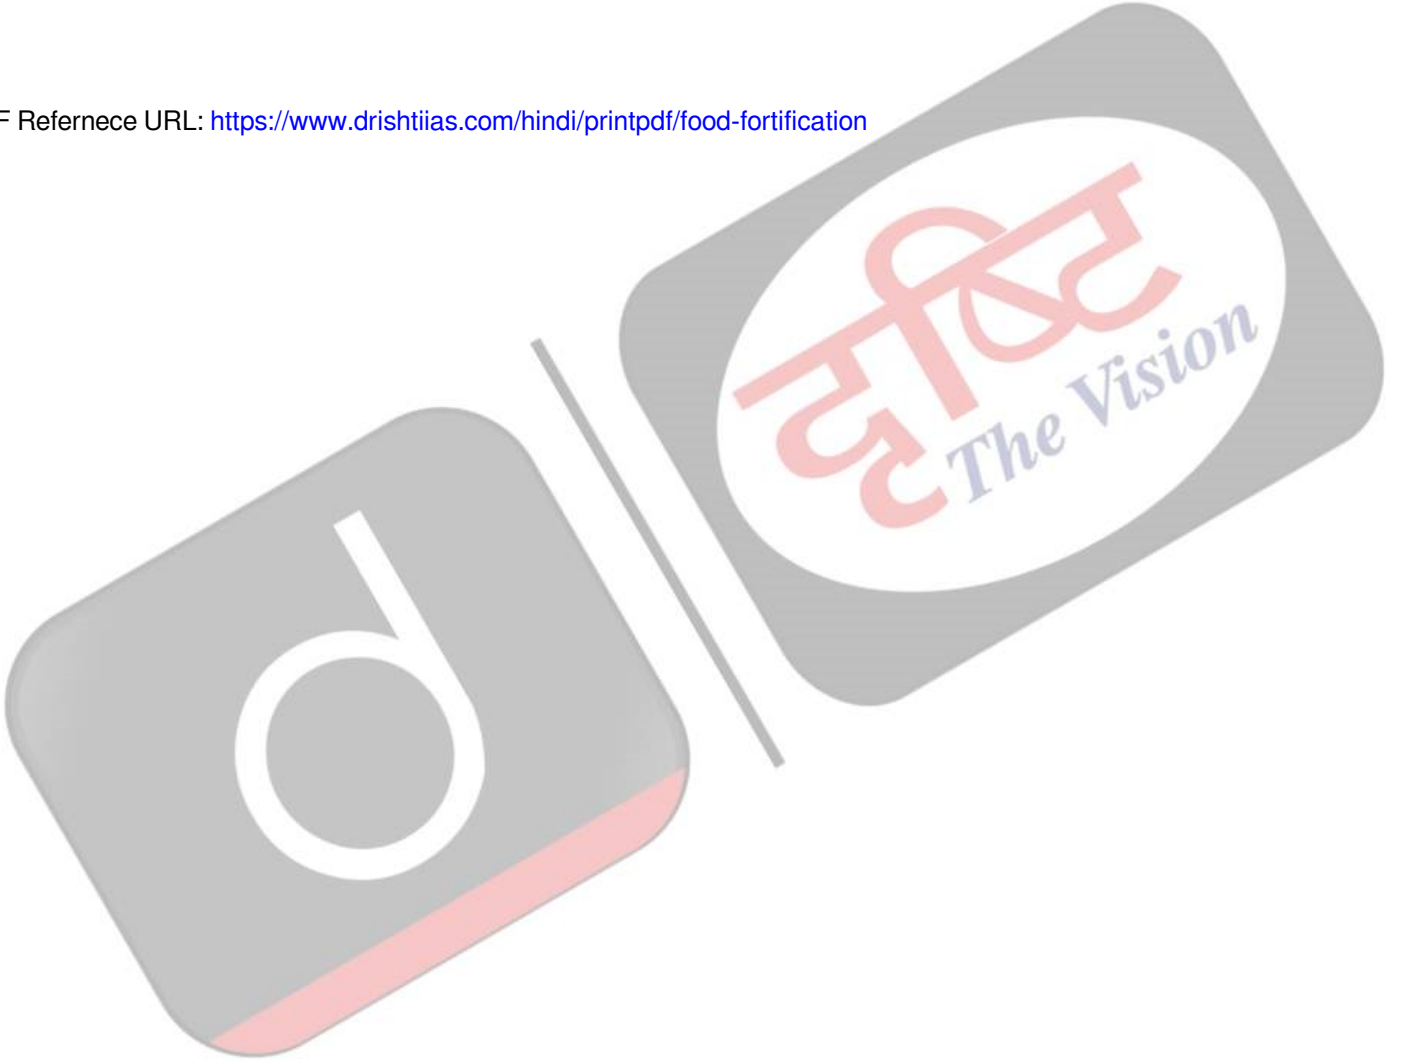 F Refernece URL: https://www.drishtiias.com/hindi/printpdf/food-fortification
दृष्टि
The Vision
d